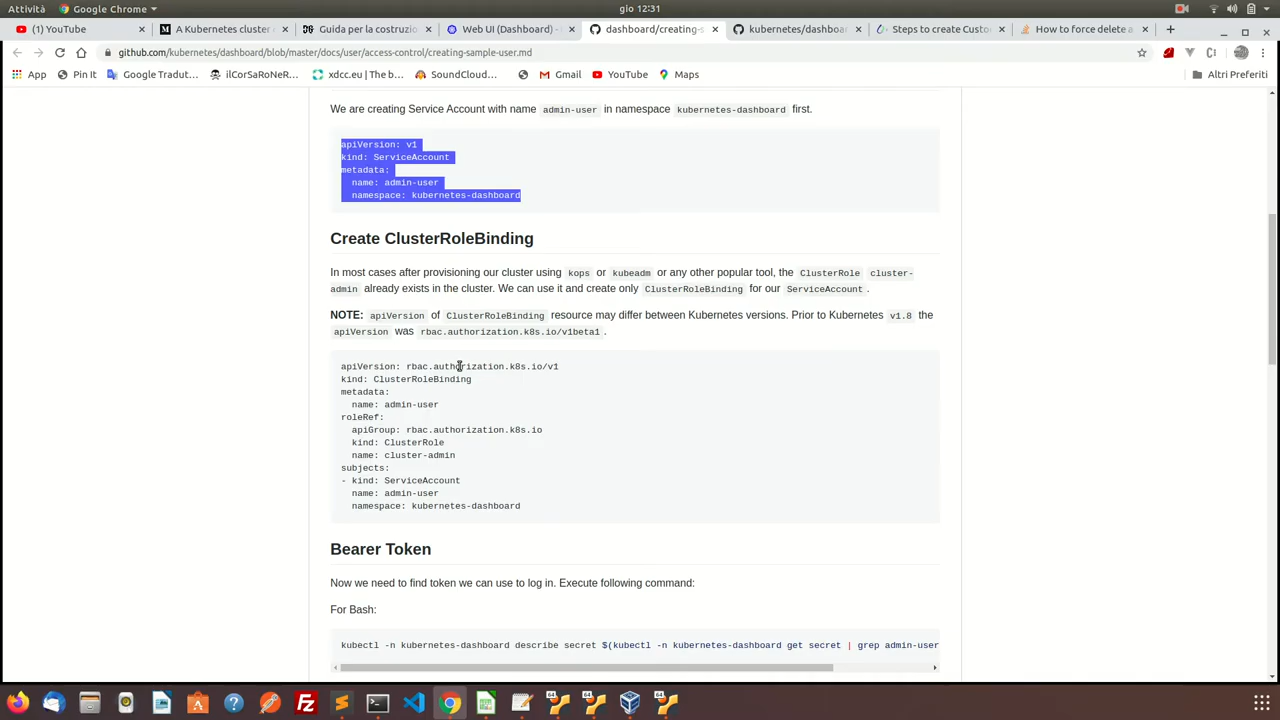 Attività
Google Chrome
gio 12:31
(1) YouTube
A Kubernetes cluster
Guida per la costruzio
Web UI (Dashboard) -
dashboard/creating-s
kubernetes/dashboa
Steps to create Custo
How to force delete a
github.com/kubernetes/dashboard/blob/master/docs/user/access-control/creating-sample-user.md
App
Pin It
Google Tradut...
ilCorSaRoNeR...
xdcc.eu | The b...
SoundCloud...
Gmail
YouTube
Maps
Altri Preferiti
We are creating Service Account with name admin-user in namespace kubernetes-dashboard first.
apiVersion: v1
kind: ServiceAccount
metadata:
  name: admin-user
  namespace: kubernetes-dashboard
Create ClusterRoleBinding
In most cases after provisioning our cluster using kops or kubeadm or any other popular tool, the ClusterRole cluster-
admin already exists in the cluster. We can use it and create only ClusterRoleBinding for our ServiceAccount.
NOTE: apiVersion of ClusterRoleBinding resource may differ between Kubernetes versions. Prior to Kubernetes v1.8 the
apiVersion was rbac.authorization.k8s.io/v1beta1.
apiVersion: rbac.authorization.k8s.io/v1
kind: ClusterRoleBinding
metadata:
  name: admin-user
roleRef:
  apiGroup: rbac.authorization.k8s.io
  kind: ClusterRole
  name: cluster-admin
subjects:
- kind: ServiceAccount
  name: admin-user
  namespace: kubernetes-dashboard
Bearer Token
Now we need to find token we can use to log in. Execute following command:
For Bash:
kubectl -n kubernetes-dashboard describe secret $(kubectl -n kubernetes-dashboard get secret | grep admin-user